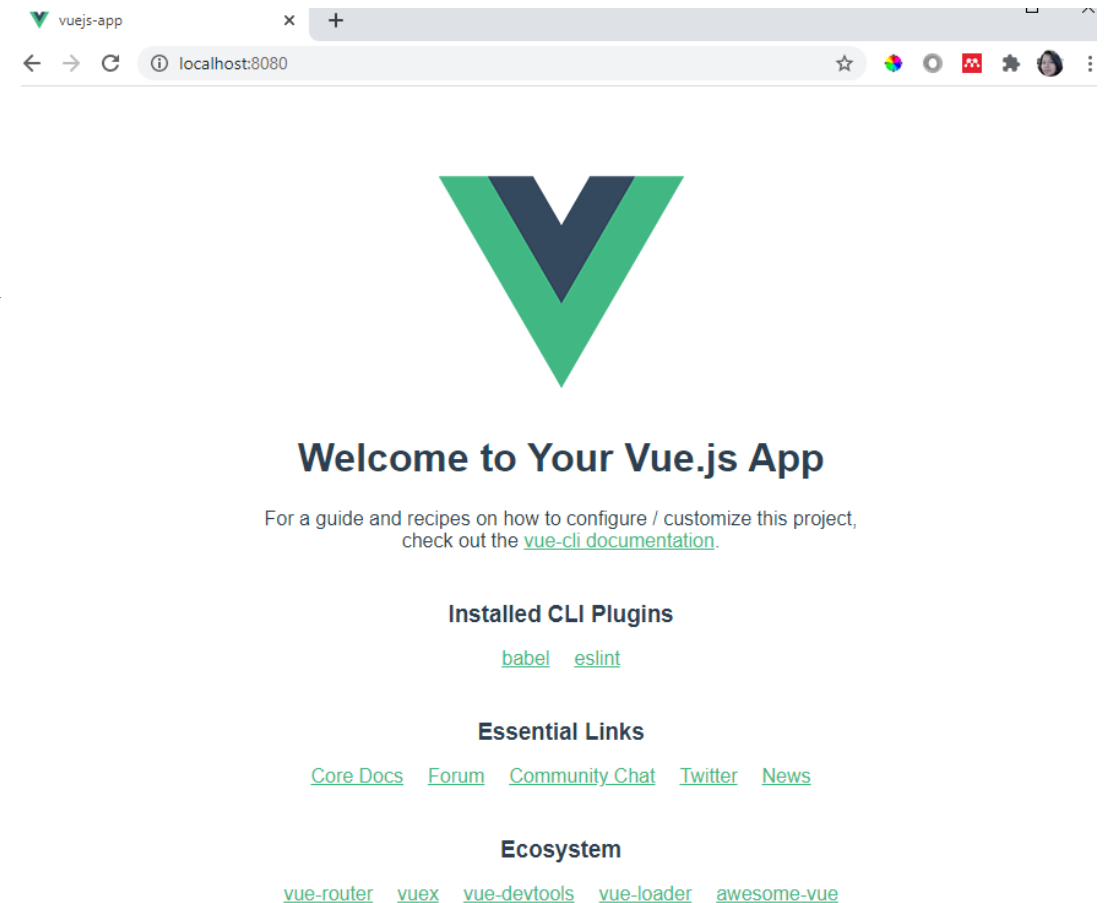 vuejs-app
localhost:8080
Welcome to Your Vue.js App
For a guide and recipes on how to configure / customize this project,
check out the vue-cli documentation.
Installed CLI Plugins
babel eslint
Essential Links
Core Docs Forum Community Chat Twitter News
Ecosystem
vue-router vuex vue-devtools vue-loader awesome-vue